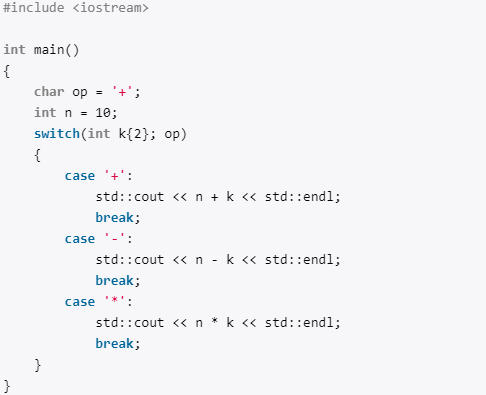 #include <iostream>

int main()
{
    char op = '+';
    int n = 10;
    switch(int k{2}; op)
    {
        case '+':
            std::cout << n + k << std::endl;
            break;
        case '-':
            std::cout << n - k << std::endl;
            break;
        case '*':
            std::cout << n * k << std::endl;
            break;
    }
}